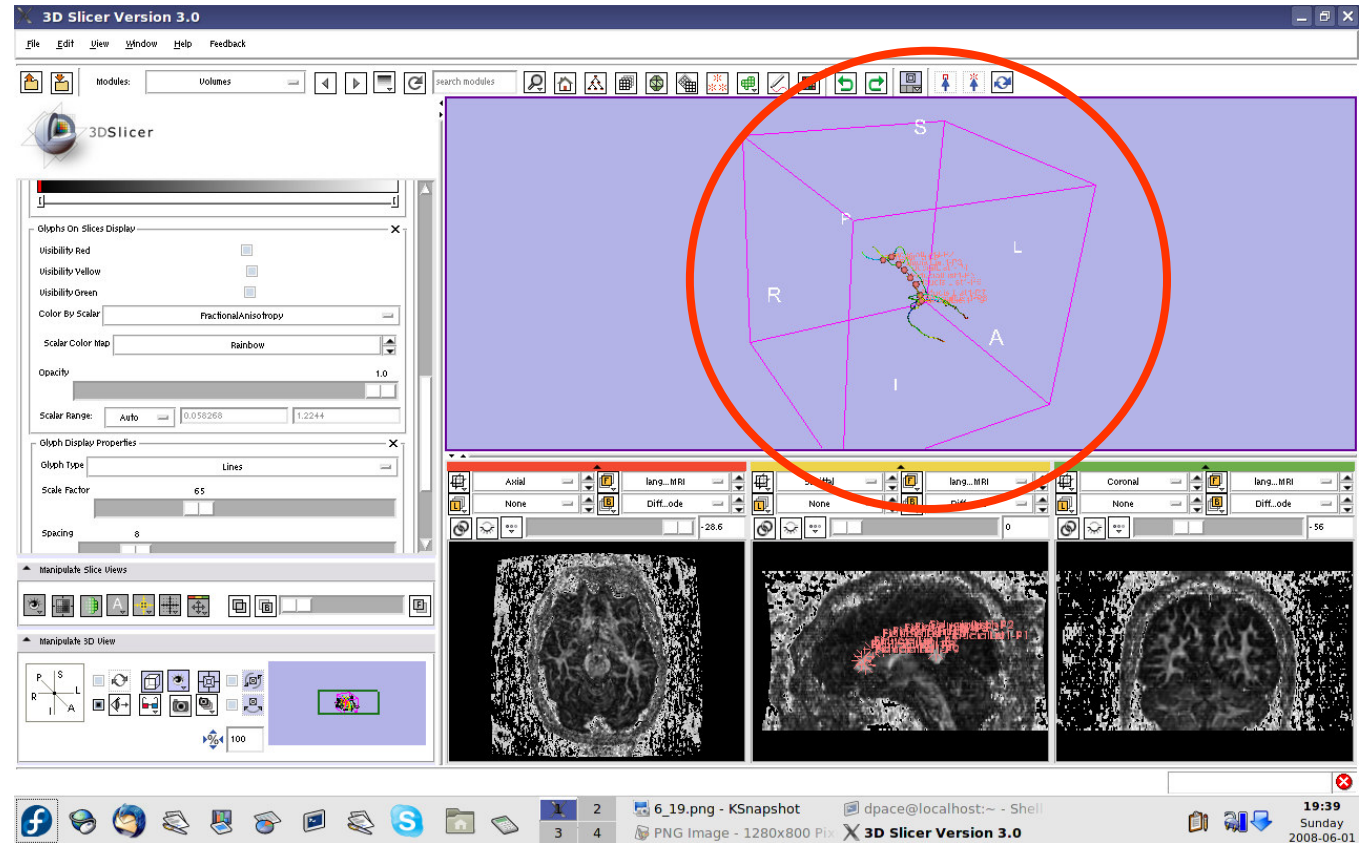 3D Slicer Version 3.0
File Edit View Window Help Feedback
Modules: Volumes search modules
3DSlicer
Glyphs On Slices Display
Visibility Red
Visibility Yellow
Visibility Green
Color By Scalar FractionalAnisotropy
Scalar Color Map Rainbow
Opacity 1.0
Scalar Range: Auto 0.058268 1.2244
Glyph Display Properties
Glyph Type Lines
Scale Factor 65
Spacing 8
Manipulate Slice Views
Manipulate 3D View
P S
R L
I A
100
S
P
L
R
A
I
Axial lang...MRI
None Diff...ode
-28.6
lang...MRI
None Diff...ode
0
Coronal lang...MRI
None Diff...ode
-56
1 2
3 4
6_19.png - KSnapshot
dpace@localhost:~ - Shell
PNG Image - 1280x800 Pix
3D Slicer Version 3.0
19:39
Sunday
2008-06-01